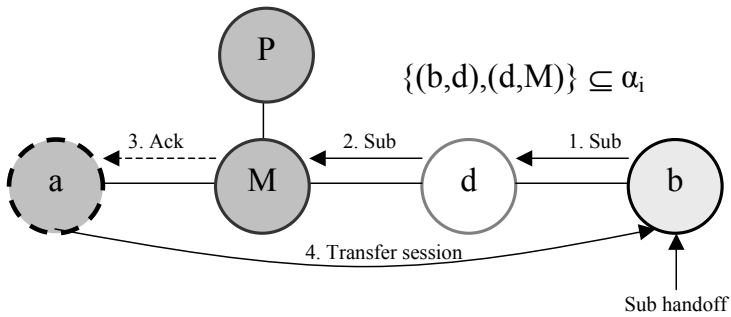 P
{(b,d),(d,M)} ⊆ αi
3. Ack
2. Sub
1. Sub
a
M
d
b
4. Transfer session
Sub handoff